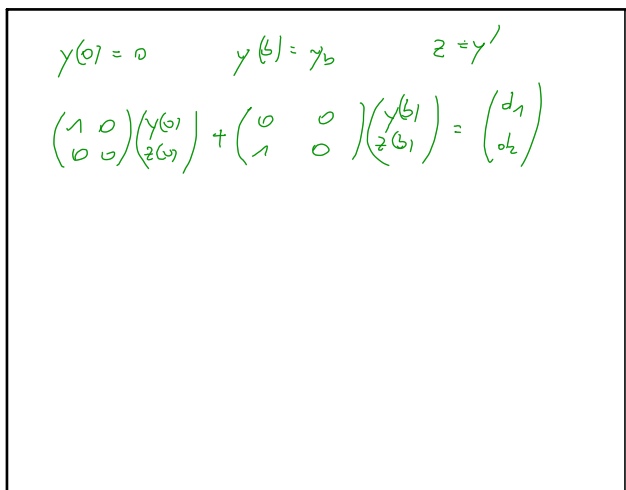 y(0) = 0 y(b) = y_b z = y'
(1 0 ; 0 0)(y(0) ; z(0)) + (0 0 ; 1 0)(y(b) ; z(b)) = (d_1 ; d_2)